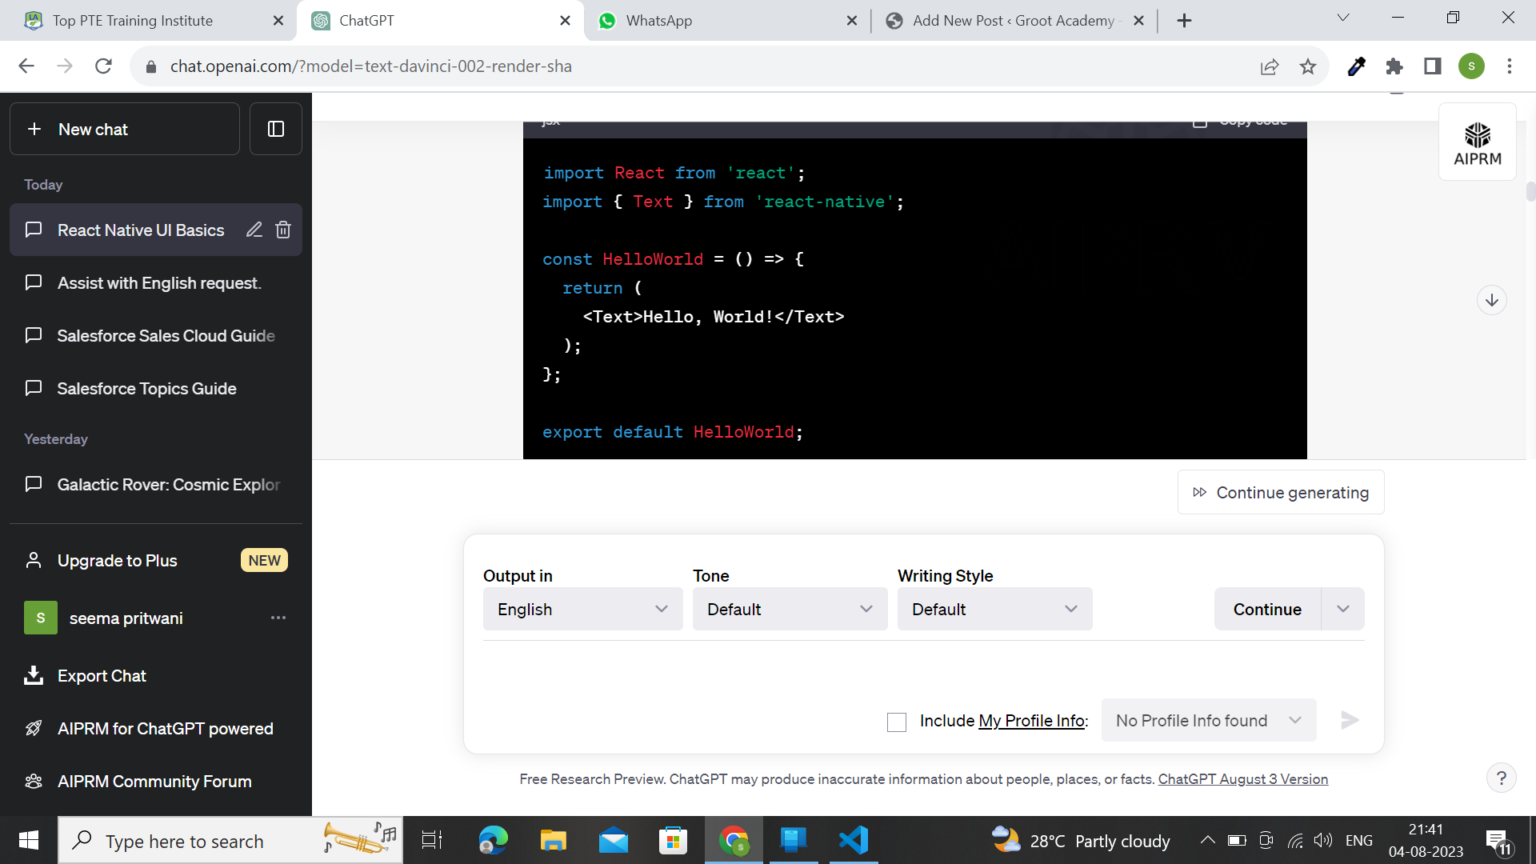 Top PTE Training Institute
ChatGPT
WhatsApp
Add New Post ‹ Groot Academy
chat.openai.com/?model=text-davinci-002-render-sha
S
New chat
Today
React Native UI Basics
Assist with English request.
Salesforce Sales Cloud Guide
Salesforce Topics Guide
Yesterday
Galactic Rover: Cosmic Explor
Upgrade to Plus
NEW
S
seema pritwani
Export Chat
AIPRM for ChatGPT powered
AIPRM Community Forum
jsx
Copy code
import React from 'react';
import { Text } from 'react-native';
const HelloWorld = () => {
return (
<Text>Hello, World!</Text>
);
};
export default HelloWorld;
AIPRM
Continue generating
Output in
Tone
Writing Style
English
Default
Default
Continue
Include My Profile Info:
No Profile Info found
Free Research Preview. ChatGPT may produce inaccurate information about people, places, or facts. ChatGPT August 3 Version
?
Type here to search
28°C Partly cloudy
ENG
21:41
04-08-2023
11